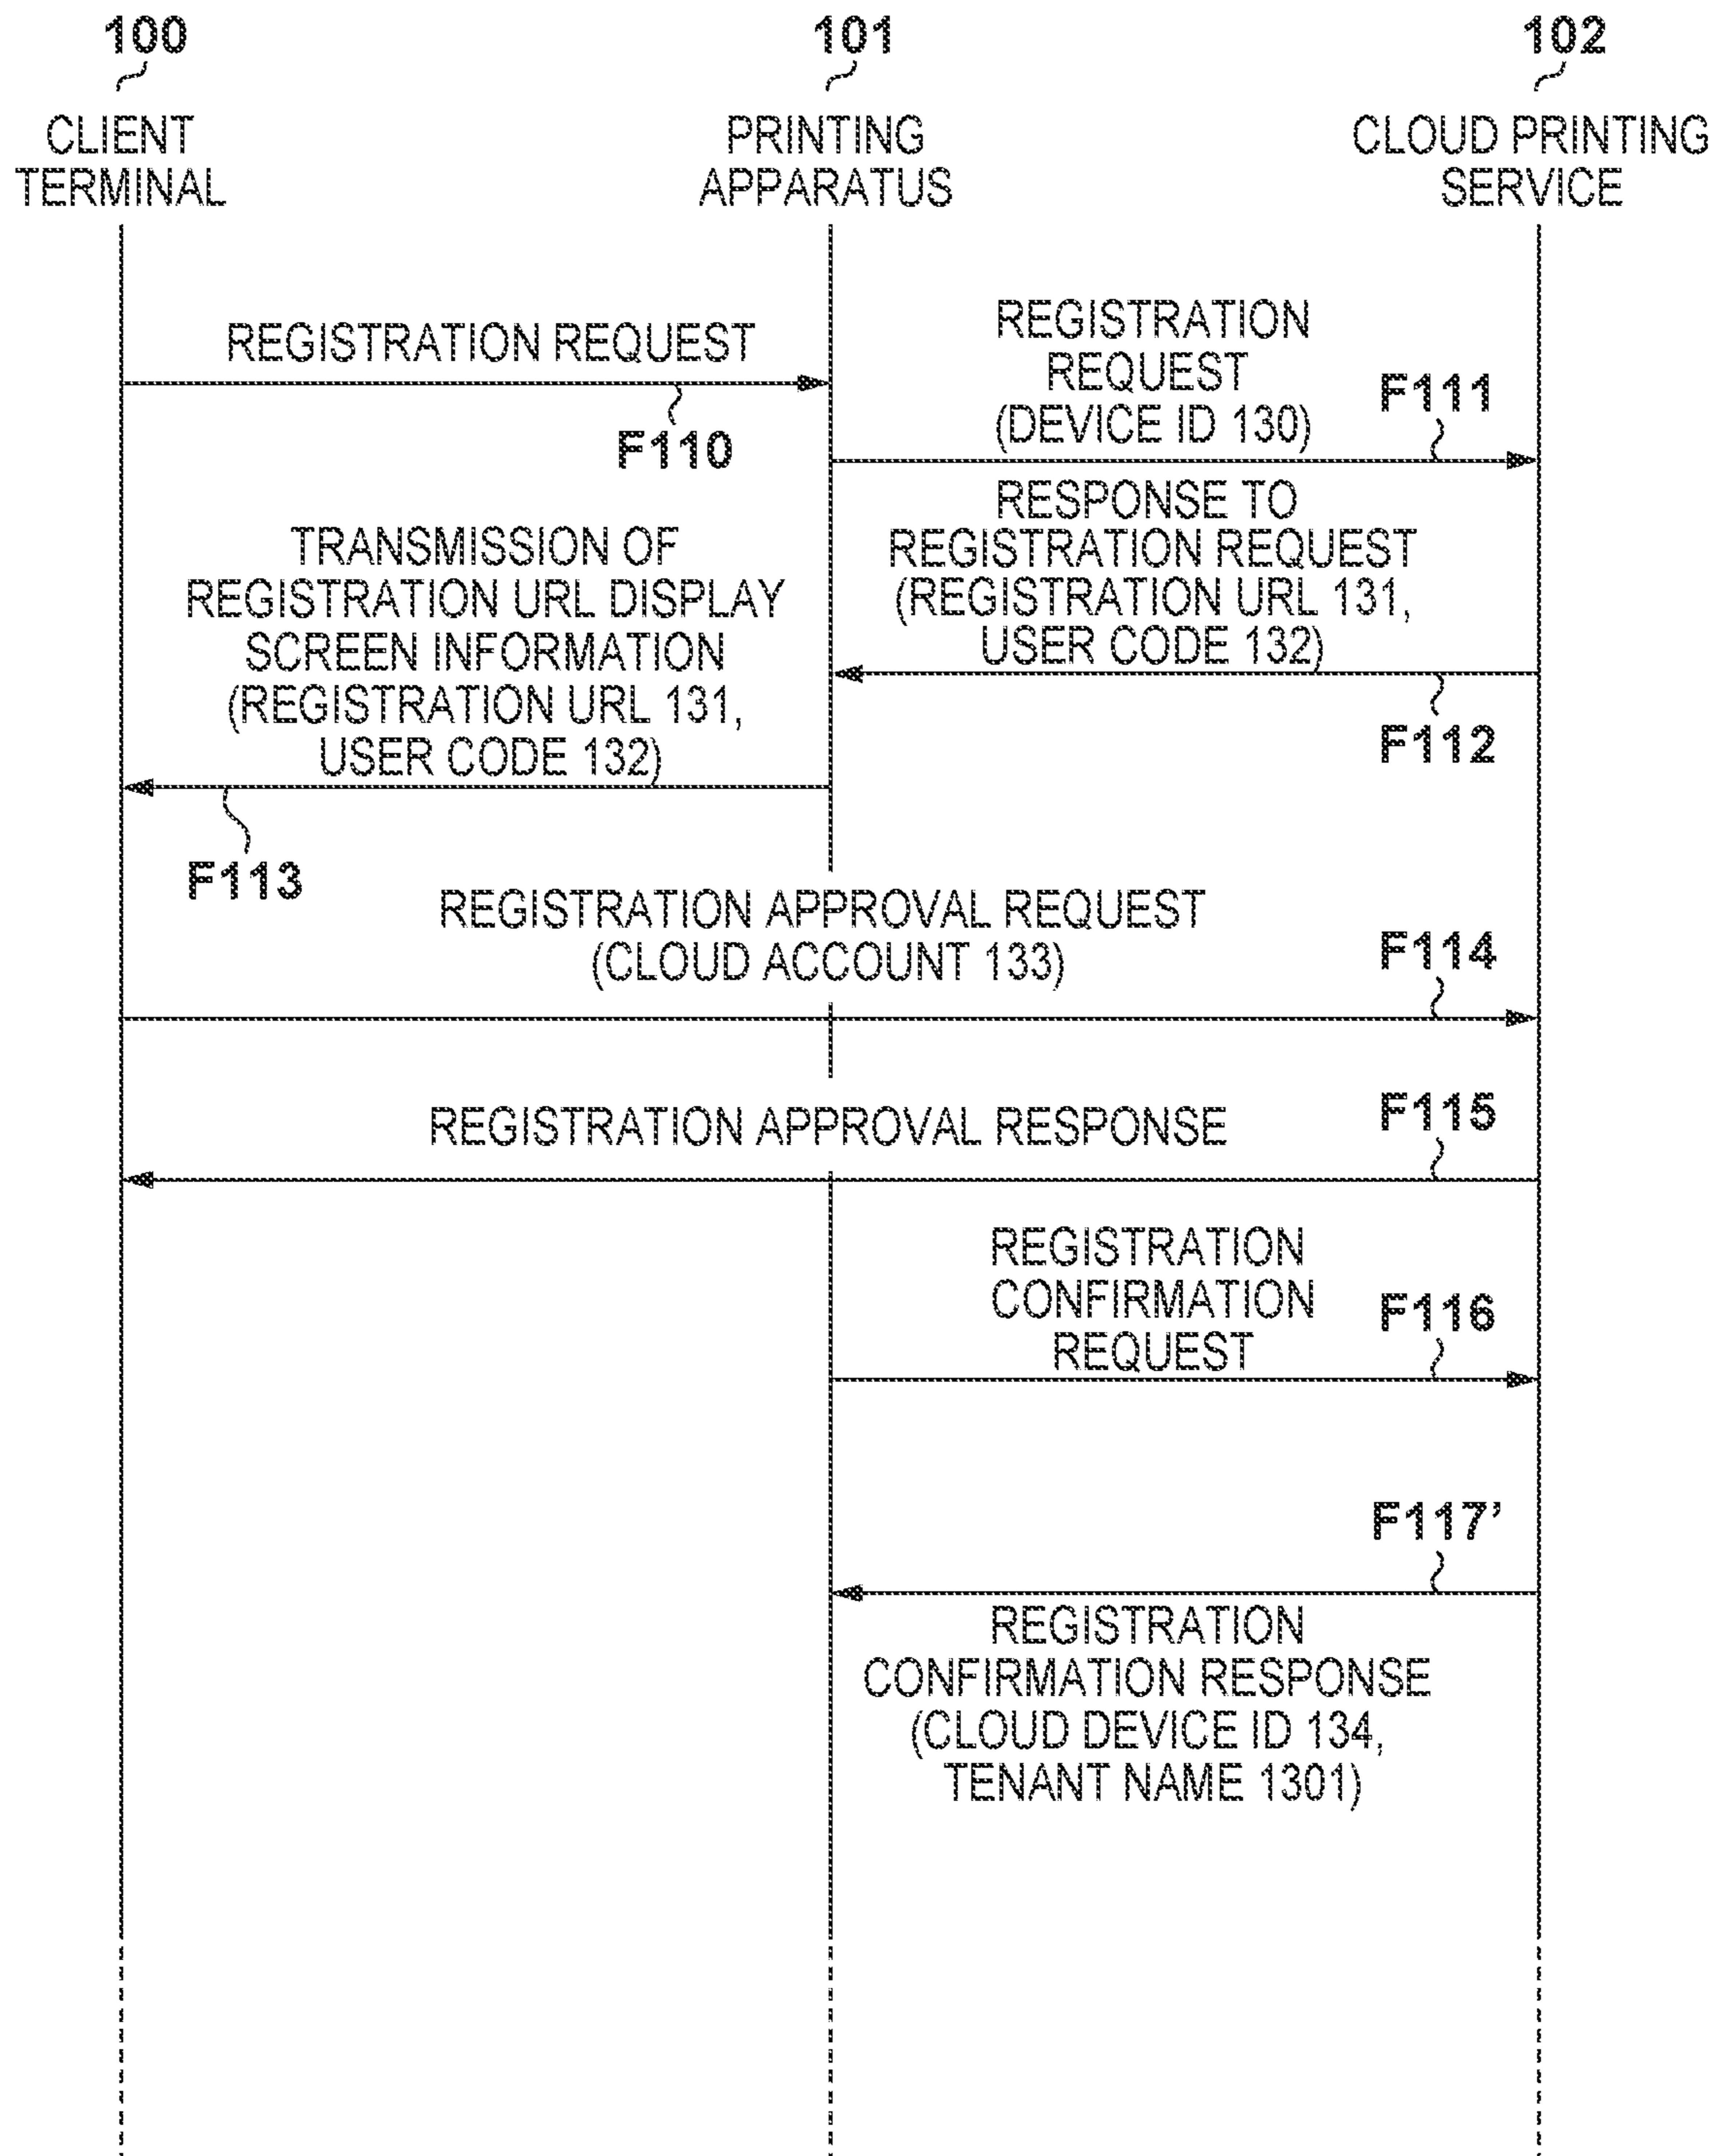 100
101
102
CLIENT
TERMINAL
PRINTING
APPARATUS
CLOUD PRINTING
SERVICE
REGISTRATION REQUEST
F110
REGISTRATION
REQUEST
(DEVICE ID 130)
F111
RESPONSE TO
REGISTRATION REQUEST
(REGISTRATION URL 131,
USER CODE 132)
F112
TRANSMISSION OF
REGISTRATION URL DISPLAY
SCREEN INFORMATION
(REGISTRATION URL 131,
USER CODE 132)
F113
REGISTRATION APPROVAL REQUEST
(CLOUD ACCOUNT 133)
F114
REGISTRATION APPROVAL RESPONSE
F115
REGISTRATION
CONFIRMATION
REQUEST
F116
F117’
REGISTRATION
CONFIRMATION RESPONSE
(CLOUD DEVICE ID 134,
TENANT NAME 1301)